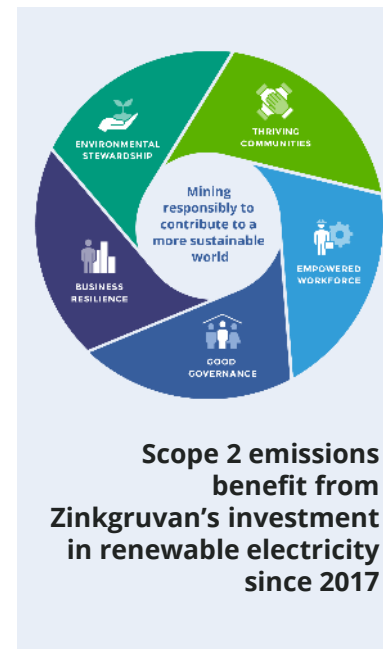 ENVIRONMENTAL
STEWARDSHIP
THRIVING
COMMUNITIES
Mining
responsibly to
contribute to a
more sustainable
world
EMPOWERED
WORKFORCE
BUSINESS
RESILIENCE
GOOD
GOVERNANCE
Scope 2 emissions
benefit from
Zinkgruvan’s investment
in renewable electricity
since 2017